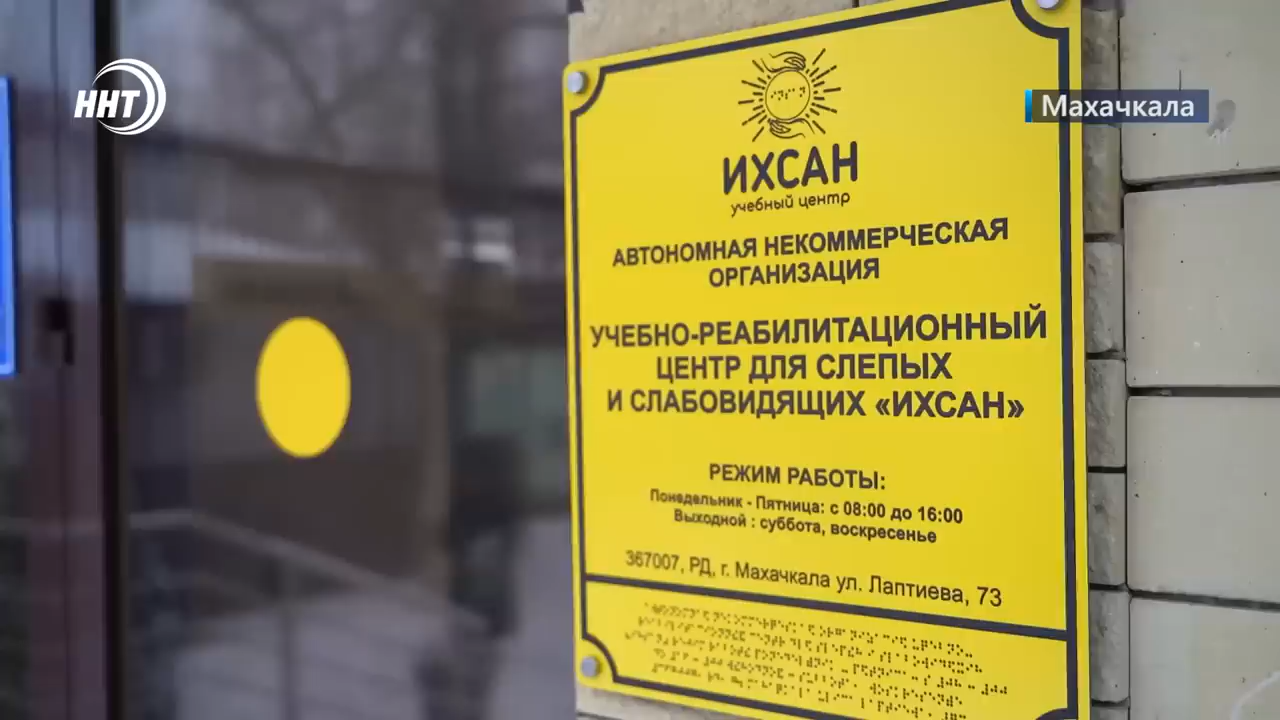 ННТ
Махачкала
ИХСАН
учебный центр
АВТОНОМНАЯ НЕКОММЕРЧЕСКАЯ
ОРГАНИЗАЦИЯ
УЧЕБНО-РЕАБИЛИТАЦИОННЫЙ
ЦЕНТР ДЛЯ СЛЕПЫХ
И СЛАБОВИДЯЩИХ «ИХСАН»
РЕЖИМ РАБОТЫ:
Понедельник - Пятница: с 08:00 до 16:00
Выходной : суббота, воскресенье
367007, РД, г. Махачкала ул. Лаптиева, 73